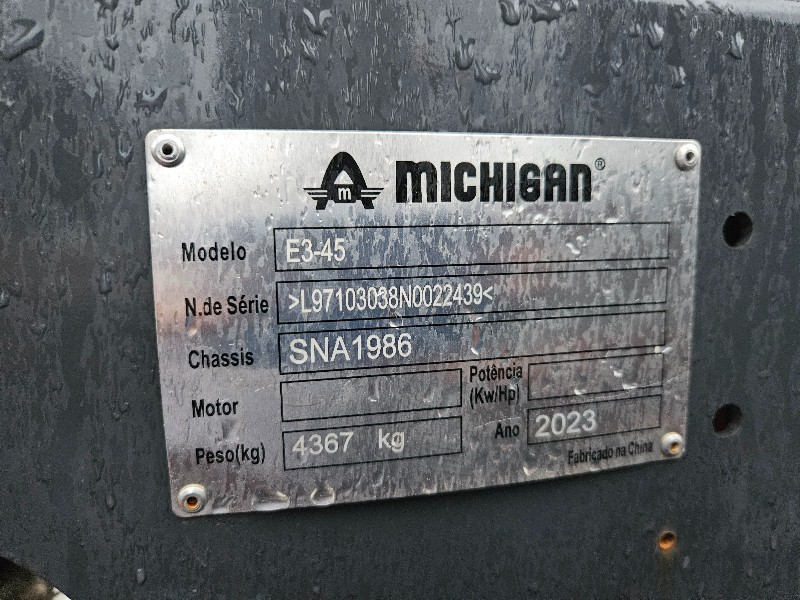 m MICHIGAN®
Modelo E3-45
N.de Série >L97103038N0022439<
Chassis SNA1986
Motor Potência (Kw/Hp)
Peso(kg) 4367 kg Ano 2023
Fabricado na China